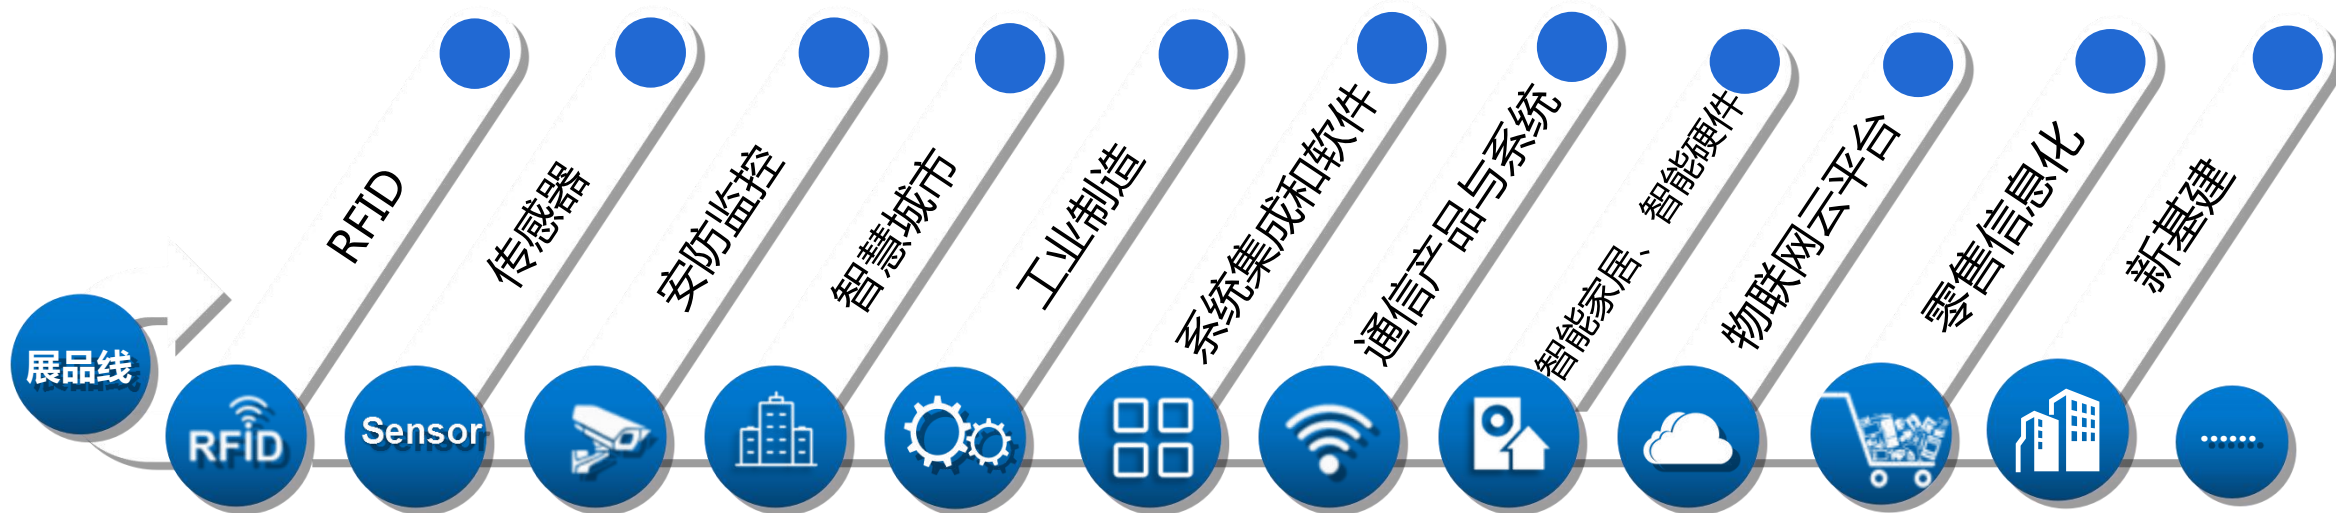 展品线
RFID
传感器
安防监控
智慧城市
工业制造
系统集成和软件
通信产品与系统
智能家居、智能硬件
物联网云平台
零售信息化
新基建
RFID
Sensor
.......